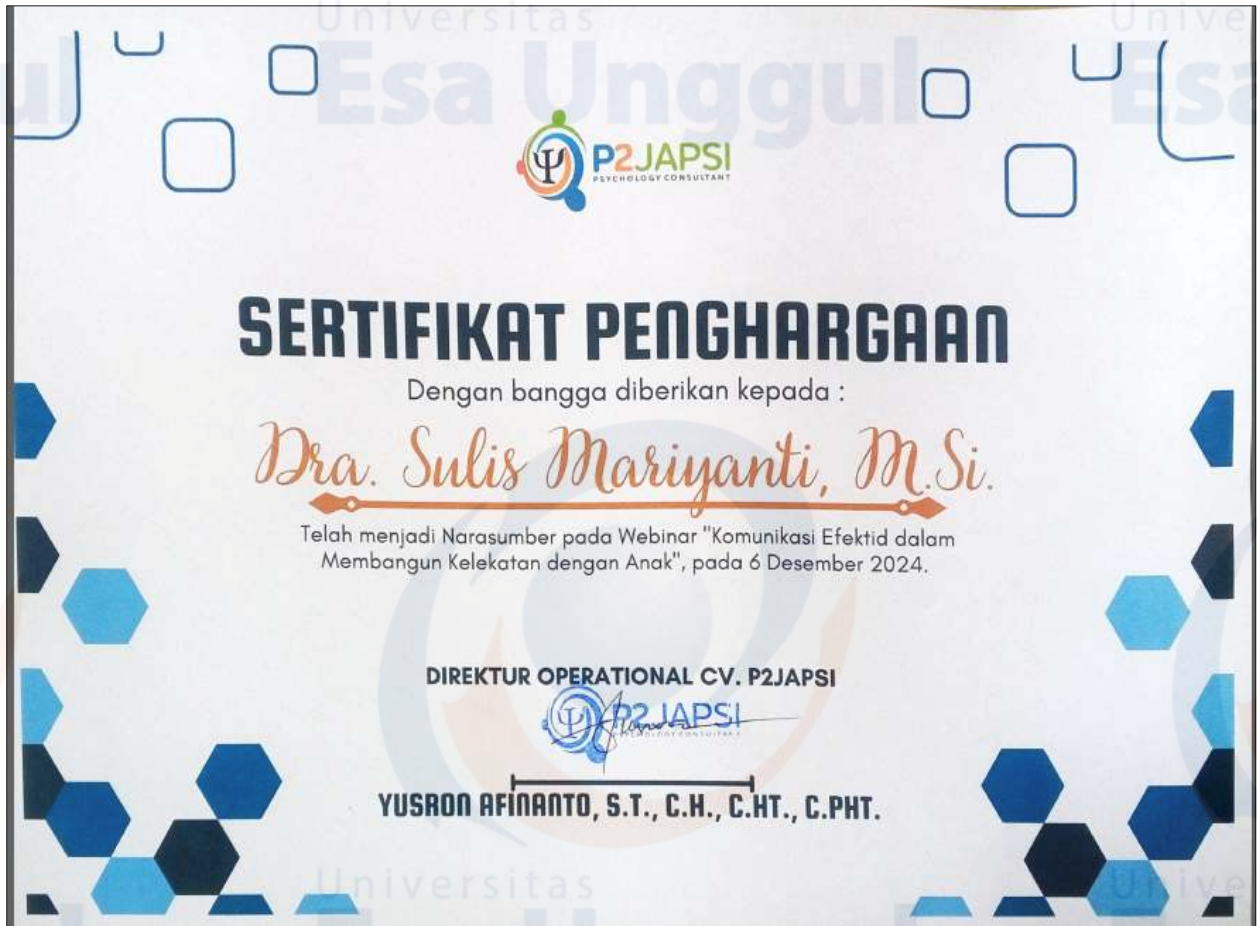 Universitas
Esa Unggul
P2JAPSI
PSYCHOLOGY CONSULTANT
SERTIFIKAT PENGHARGAAN
Dengan bangga diberikan kepada :
Dra. Sulis Mariyanti, M.Si.
Telah menjadi Narasumber pada Webinar "Komunikasi Efektid dalam
Membangun Kelekatan dengan Anak", pada 6 Desember 2024.
DIREKTUR OPERATIONAL CV. P2JAPSI
P2JAPSI
PSYCHOLOGY CONSULTANT
YUSRON AFINANTO, S.T., C.H., C.HT., C.PHT.
Universitas